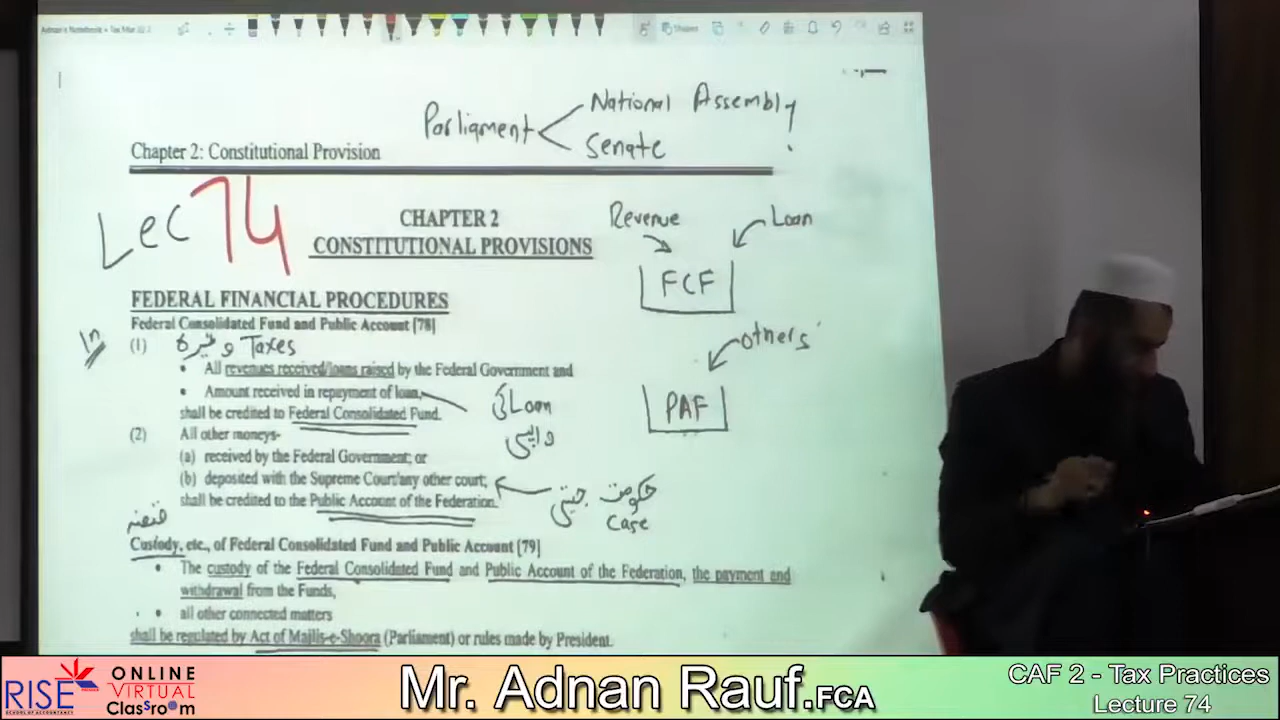 Parliament
National Assembly
Senate
Chapter 2: Constitutional Provision
Lec 74
CHAPTER 2
CONSTITUTIONAL PROVISIONS
Revenue
Loan
FCF
FEDERAL FINANCIAL PROCEDURES
Federal Consolidated Fund and Public Account [78]
In
(1) Taxes وغیرہ
• All revenues received/loans raised by the Federal Government and
• Amount received in repayment of loan,
shall be credited to Federal Consolidated Fund.
Loan کی
واپسی
Others
PAF
(2) All other moneys-
(a) received by the Federal Government; or
(b) deposited with the Supreme Court/any other court;
shall be credited to the Public Account of the Federation.
حکومت جیتی
Case
قبضہ
Custody, etc., of Federal Consolidated Fund and Public Account [79]
• The custody of the Federal Consolidated Fund and Public Account of the Federation, the payment and
withdrawal from the Funds,
• all other connected matters
shall be regulated by Act of Majlis-e-Shoora (Parliament) or rules made by President.
RISE
SCHOOL OF ACCOUNTANCY
ONLINE
VIRTUAL
Classroom
Mr. Adnan Rauf.FCA
CAF 2 - Tax Practices
Lecture 74